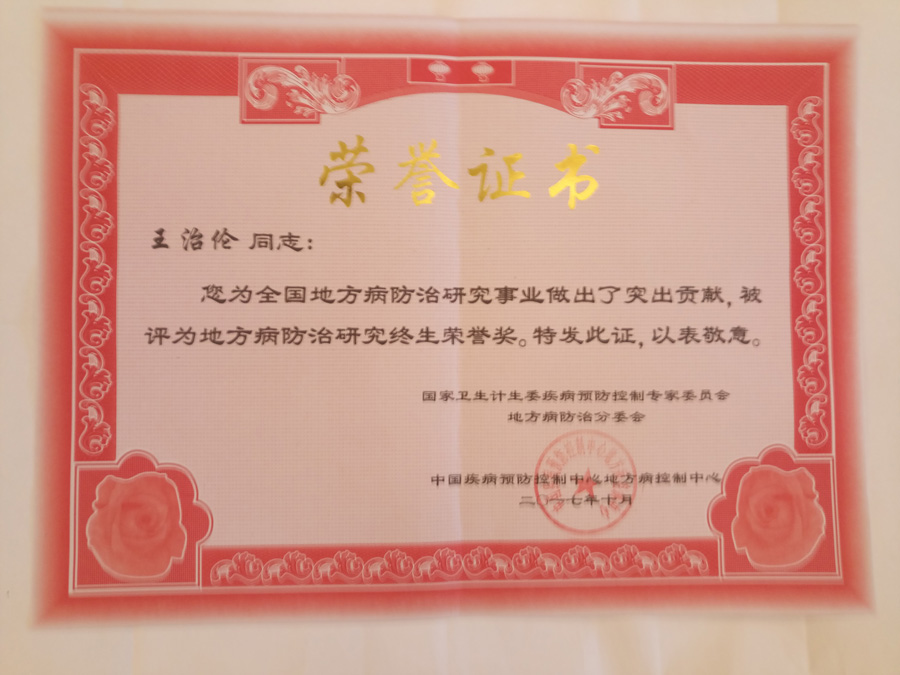 荣誉证书
王治伦 同志：
您为全国地方病防治研究事业做出了突出贡献，被
评为地方病防治研究终生荣誉奖。特发此证，以表敬意。
国家卫生计生委疾病预防控制专家委员会
地方病防治分委会
中国疾病预防控制中心地方病控制中心
二〇一七年十月